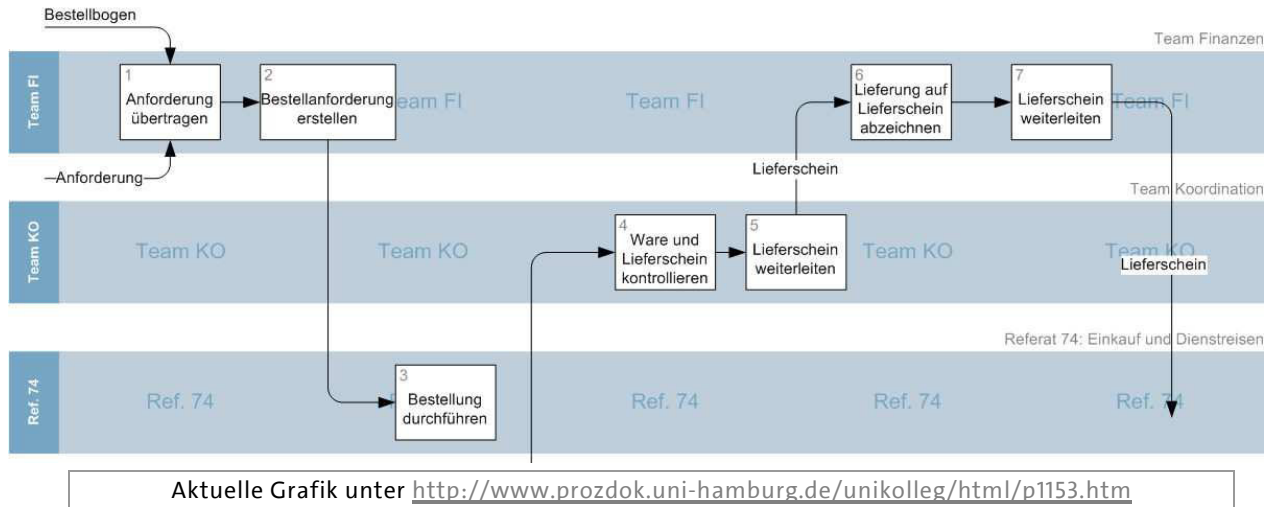 Bestellbogen
Team Finanzen
Team FI
1
Anforderung
übertragen
2
Bestellanforderung
erstellen
eam FI
Team FI
6
Lieferung auf
Lieferschein
abzeichnen
7
Lieferschein
weiterleiten
Team FI
Anforderung
Lieferschein
Team Koordination
Team KO
Team KO
Team KO
4
Ware und
Lieferschein
kontrollieren
5
Lieferschein
weiterleiten
Team KO
Team KO
Lieferschein
Referat 74: Einkauf und Dienstreisen
Ref. 74
Ref. 74
3
Bestellung
durchführen
Ref. 74
Ref. 74
Ref. 74
Aktuelle Grafik unter http://www.prozdok.uni-hamburg.de/unikolleg/html/p1153.htm